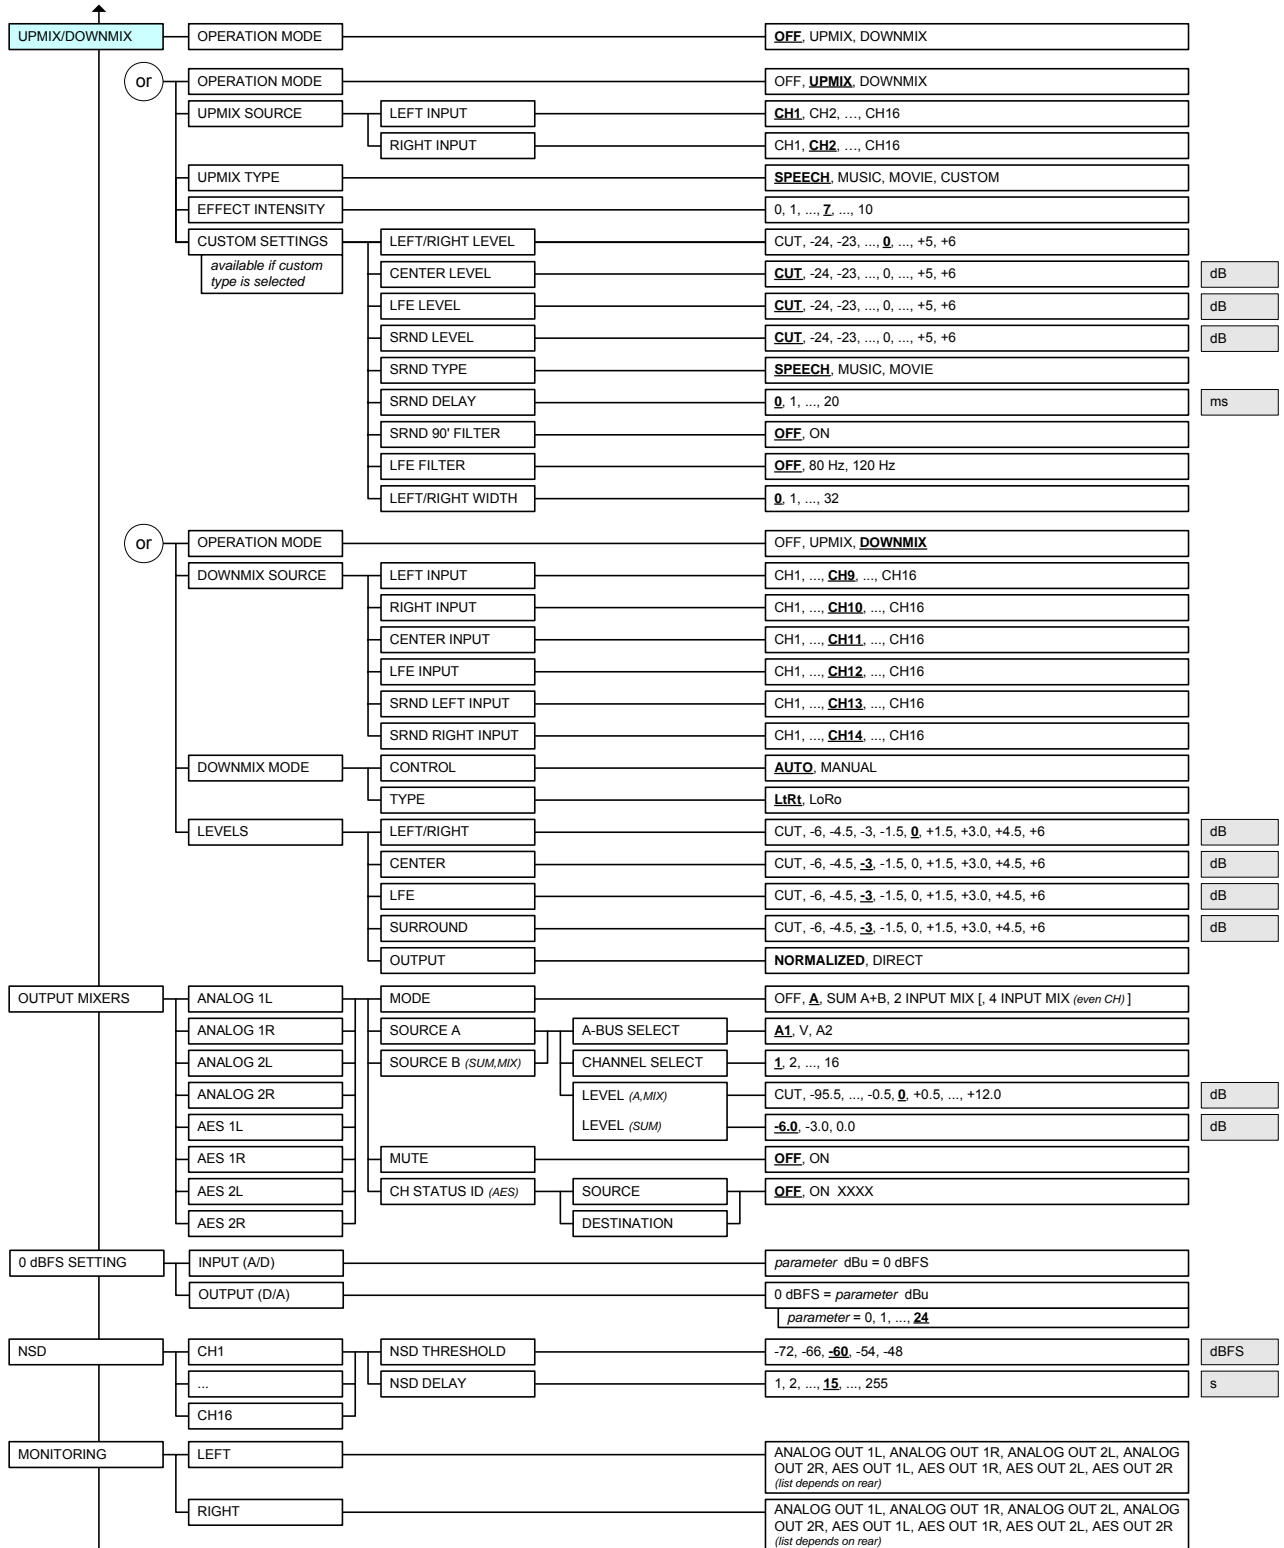 UPMIX/DOWNMIX OPERATION MODE OFF, UPMIX, DOWNMIX
or OPERATION MODE OFF, UPMIX, DOWNMIX
UPMIX SOURCE LEFT INPUT CH1, CH2, …, CH16
RIGHT INPUT CH1, CH2, …, CH16
UPMIX TYPE SPEECH, MUSIC, MOVIE, CUSTOM
EFFECT INTENSITY 0, 1, ..., 7, ..., 10
CUSTOM SETTINGS LEFT/RIGHT LEVEL CUT, -24, -23, ..., 0, ..., +5, +6
available if custom
type is selected
CENTER LEVEL CUT, -24, -23, ..., 0, ..., +5, +6 dB
LFE LEVEL CUT, -24, -23, ..., 0, ..., +5, +6 dB
SRND LEVEL CUT, -24, -23, ..., 0, ..., +5, +6 dB
SRND TYPE SPEECH, MUSIC, MOVIE
SRND DELAY 0, 1, ..., 20 ms
SRND 90' FILTER OFF, ON
LFE FILTER OFF, 80 Hz, 120 Hz
LEFT/RIGHT WIDTH 0, 1, ..., 32
or OPERATION MODE OFF, UPMIX, DOWNMIX
DOWNMIX SOURCE LEFT INPUT CH1, ..., CH9, ..., CH16
RIGHT INPUT CH1, ..., CH10, ..., CH16
CENTER INPUT CH1, ..., CH11, ..., CH16
LFE INPUT CH1, ..., CH12, ..., CH16
SRND LEFT INPUT CH1, ..., CH13, ..., CH16
SRND RIGHT INPUT CH1, ..., CH14, ..., CH16
DOWNMIX MODE CONTROL AUTO, MANUAL
TYPE LtRt, LoRo
LEVELS LEFT/RIGHT CUT, -6, -4.5, -3, -1.5, 0, +1.5, +3.0, +4.5, +6 dB
CENTER CUT, -6, -4.5, -3, -1.5, 0, +1.5, +3.0, +4.5, +6 dB
LFE CUT, -6, -4.5, -3, -1.5, 0, +1.5, +3.0, +4.5, +6 dB
SURROUND CUT, -6, -4.5, -3, -1.5, 0, +1.5, +3.0, +4.5, +6 dB
OUTPUT NORMALIZED, DIRECT
OUTPUT MIXERS ANALOG 1L MODE OFF, A, SUM A+B, 2 INPUT MIX [, 4 INPUT MIX (even CH) ]
ANALOG 1R SOURCE A A-BUS SELECT A1, V, A2
ANALOG 2L SOURCE B (SUM,MIX) CHANNEL SELECT 1, 2, ..., 16
ANALOG 2R LEVEL (A,MIX) CUT, -95.5, ..., -0.5, 0, +0.5, ..., +12.0 dB
AES 1L LEVEL (SUM) -6.0, -3.0, 0.0 dB
AES 1R MUTE OFF, ON
AES 2L CH STATUS ID (AES) SOURCE OFF, ON XXXX
AES 2R DESTINATION
0 dBFS SETTING INPUT (A/D) parameter dBu = 0 dBFS
OUTPUT (D/A) 0 dBFS = parameter dBu
parameter = 0, 1, ..., 24
NSD CH1 NSD THRESHOLD -72, -66, -60, -54, -48 dBFS
... NSD DELAY 1, 2, ..., 15, ..., 255 s
CH16
MONITORING LEFT ANALOG OUT 1L, ANALOG OUT 1R, ANALOG OUT 2L, ANALOG
OUT 2R, AES OUT 1L, AES OUT 1R, AES OUT 2L, AES OUT 2R
(list depends on rear)
RIGHT ANALOG OUT 1L, ANALOG OUT 1R, ANALOG OUT 2L, ANALOG
OUT 2R, AES OUT 1L, AES OUT 1R, AES OUT 2L, AES OUT 2R
(list depends on rear)